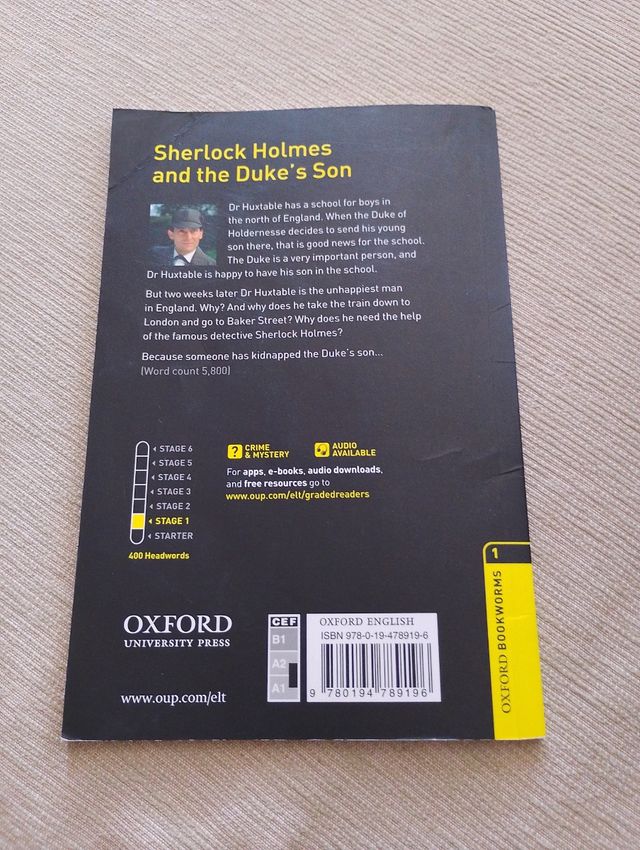 Sherlock Holmes
and the Duke's Son
Dr Huxtable has a school for boys in
the north of England. When the Duke of
Holdernesse decides to send his young
son there, that is good news for the school.
The Duke is a very important person, and
Dr Huxtable is happy to have his son in the school.
But two weeks later Dr Huxtable is the unhappiest man
in England. Why? And why does he take the train down to
London and go to Baker Street? Why does he need the help
of the famous detective Sherlock Holmes?
Because someone has kidnapped the Duke's son...
(Word count 5,800)
STAGE 6
STAGE 5
STAGE 4
STAGE 3
STAGE 2
STAGE 1
STARTER
400 Headwords
? CRIME
& MYSTERY
AUDIO
AVAILABLE
For apps, e-books, audio downloads,
and free resources go to
www.oup.com/elt/gradedreaders
OXFORD
UNIVERSITY PRESS
www.oup.com/elt
CEF
B1
A2
A1
OXFORD ENGLISH
ISBN 978-0-19-478919-6
9 780194 789196
1
OXFORD BOOKWORMS